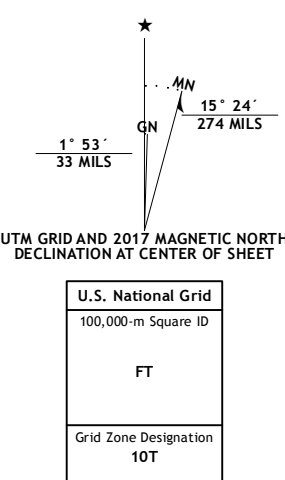 ★
MN
GN
15° 24´
274 MILS
1° 53´
33 MILS
UTM GRID AND 2017 MAGNETIC NORTH
DECLINATION AT CENTER OF SHEET
U.S. National Grid
100,000-m Square ID
FT
Grid Zone Designation
10T